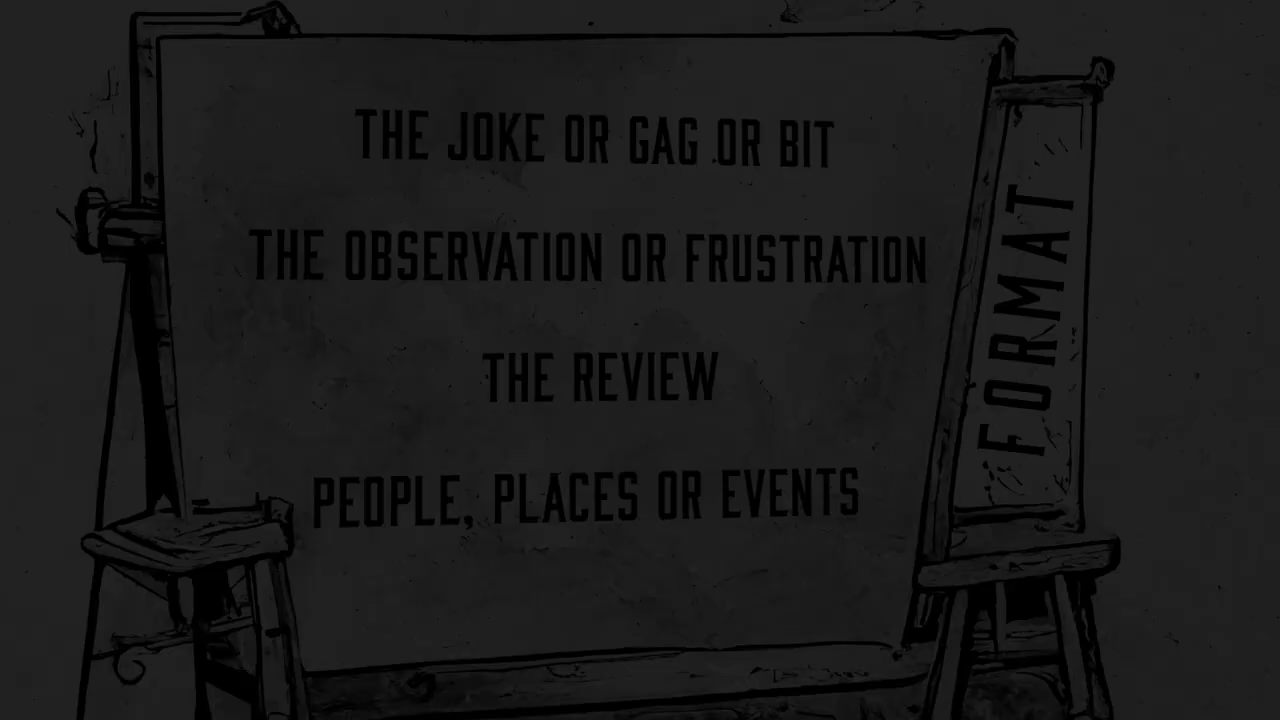 THE JOKE OR GAG OR BIT
THE OBSERVATION OR FRUSTRATION
THE REVIEW
PEOPLE, PLACES OR EVENTS
FORMAT